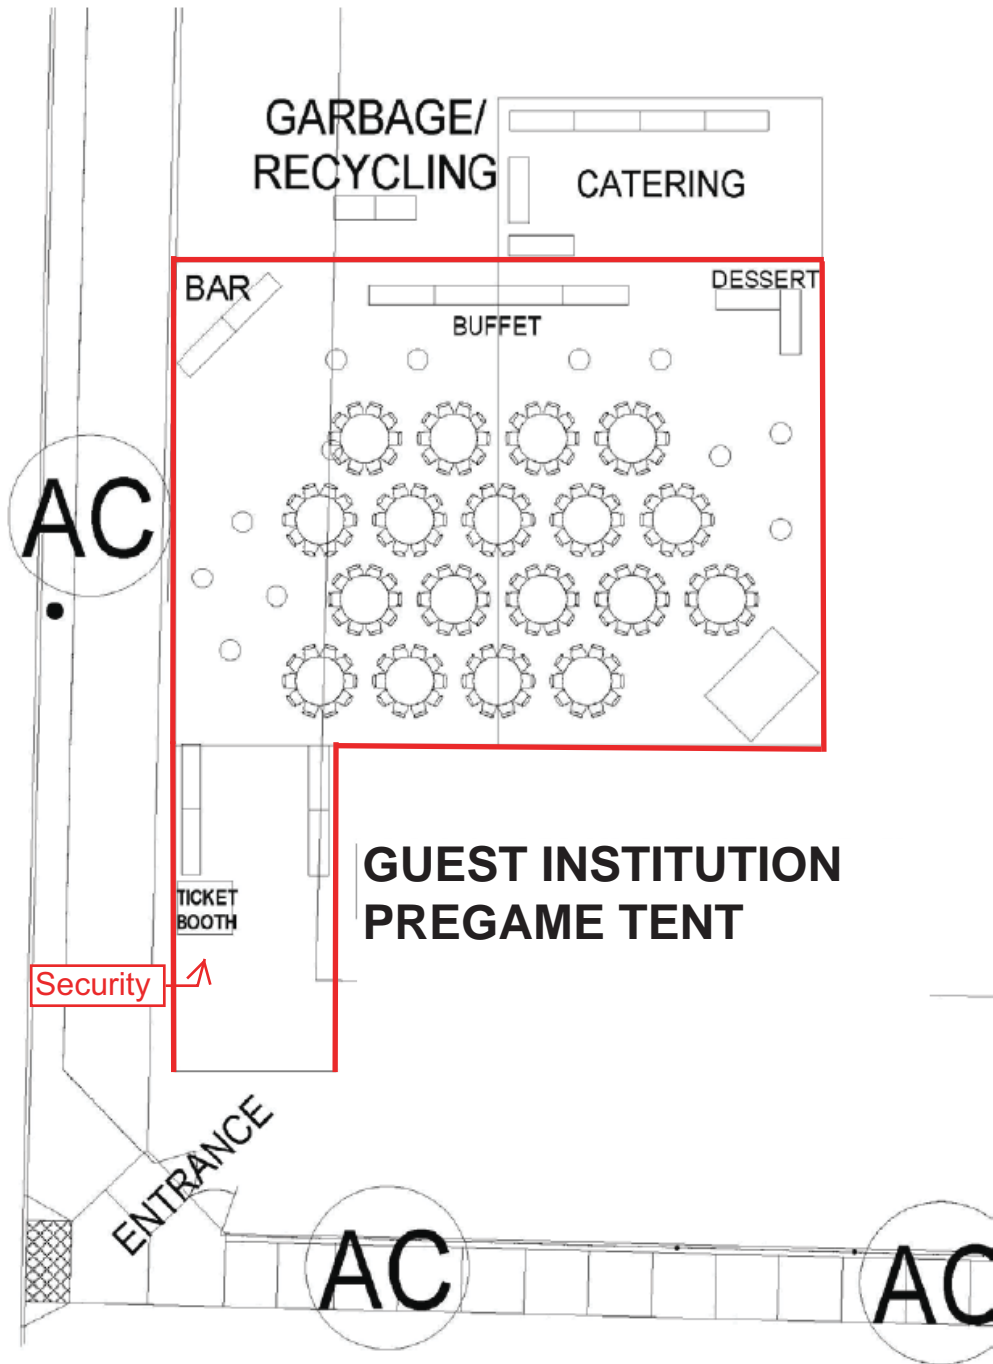 GARBAGE/
RECYCLING
CATERING
BAR
DESSERT
BUFFET
AC
GUEST INSTITUTION
PREGAME TENT
TICKET
BOOTH
Security
ENTRANCE
AC
AC